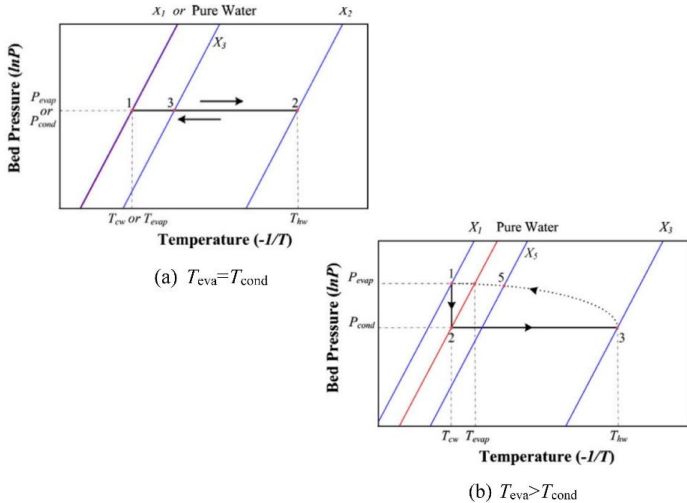 X1 or Pure Water
X2
X3
Bed Pressure (lnP)
Pevap
or
Pcond
1
3
2
Tcw or Tevap
Thw
Temperature (-1/T)
(a) Teva=Tcond
X1 Pure Water
X3
X5
Bed Pressure (lnP)
Pevap
1
5
Pcond
2
3
Tcw Tevap
Thw
Temperature (-1/T)
(b) Teva>Tcond